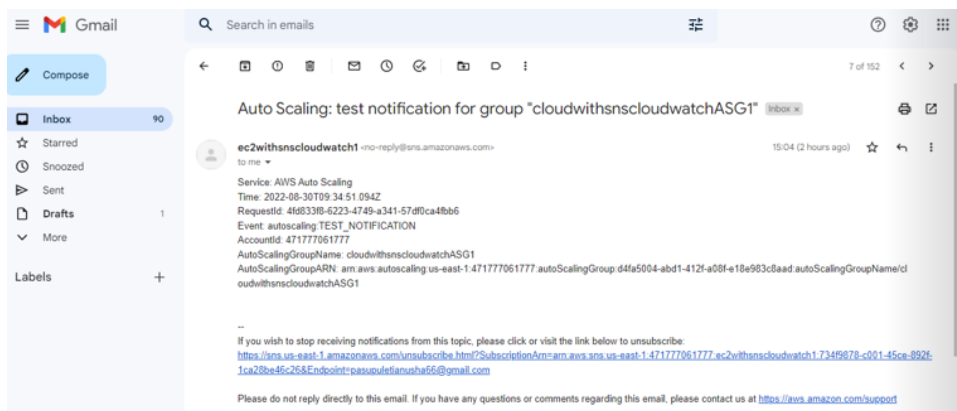 Gmail
Search in emails
Compose
7 of 152
Auto Scaling: test notification for group "cloudwithsnscloudwatchASG1" Inbox x
Inbox 90
Starred
Snoozed
Sent
Drafts 1
More
Labels +
ec2withsnscloudwatch1 <no-reply@sns.amazonaws.com>
15:04 (2 hours ago)
to me
Service: AWS Auto Scaling
Time: 2022-08-30T09:34:51.094Z
RequestId: 4fd833f8-6223-4749-a341-57df0ca4fbb6
Event: autoscaling:TEST_NOTIFICATION
AccountId: 471777061777
AutoScalingGroupName: cloudwithsnscloudwatchASG1
AutoScalingGroupARN: arn:aws:autoscaling:us-east-1:471777061777:autoScalingGroup:d4fa5004-abd1-412f-a08f-e18e983c8aad:autoScalingGroupName/cl
oudwithsnscloudwatchASG1
--
If you wish to stop receiving notifications from this topic, please click or visit the link below to unsubscribe:
https://sns.us-east-1.amazonaws.com/unsubscribe.html?SubscriptionArn=arn:aws:sns:us-east-1:471777061777:ec2withsnscloudwatch1:734f9878-c001-45ce-892f-
1ca28be46c26&Endpoint=pasupuletianusha66@gmail.com
Please do not reply directly to this email. If you have any questions or comments regarding this email, please contact us at https://aws.amazon.com/support